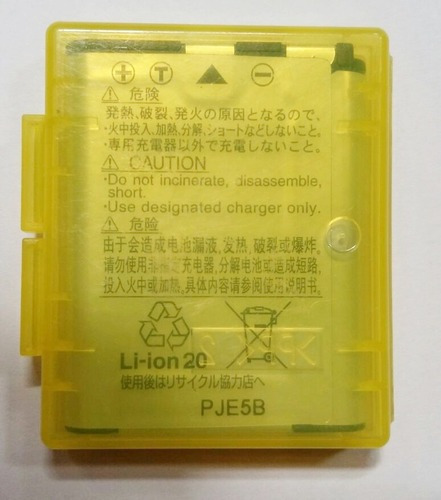 + T ▲ −
⚠ 危険
発熱、破裂、発火の原因となるので、
・火中投入、加熱、分解、ショートなどしないこと。
・専用充電器以外で充電しないこと。
⚠ CAUTION
・Do not incinerate, disassemble,
short.
・Use designated charger only.
⚠ 危险
由于会造成电池漏液，发热，破裂或爆炸，
请勿使用非指定充电器，分解电池或造成短路，
投入火中或加热。详情请参阅使用说明书。
Li-ion 20
使用後はリサイクル協力店へ
PJE5B